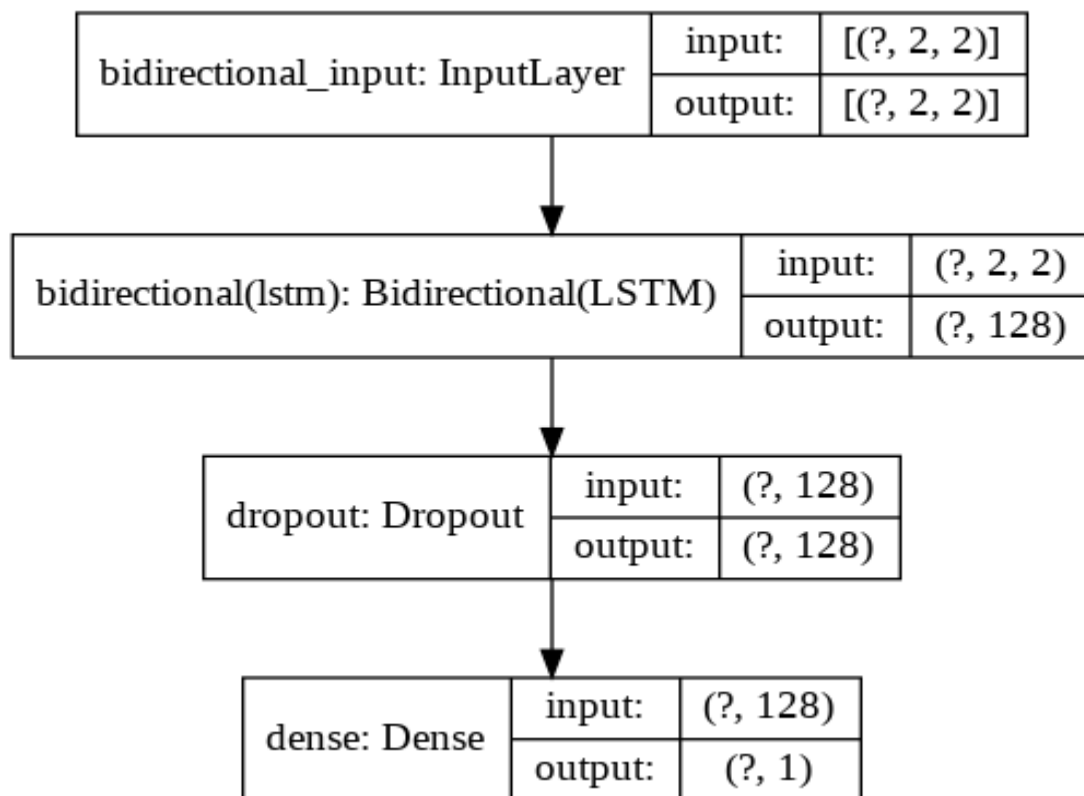 bidirectional_input: InputLayer
input: [(?, 2, 2)]
output: [(?, 2, 2)]
bidirectional(lstm): Bidirectional(LSTM)
input: (?, 2, 2)
output: (?, 128)
dropout: Dropout
input: (?, 128)
output: (?, 128)
dense: Dense
input: (?, 128)
output: (?, 1)